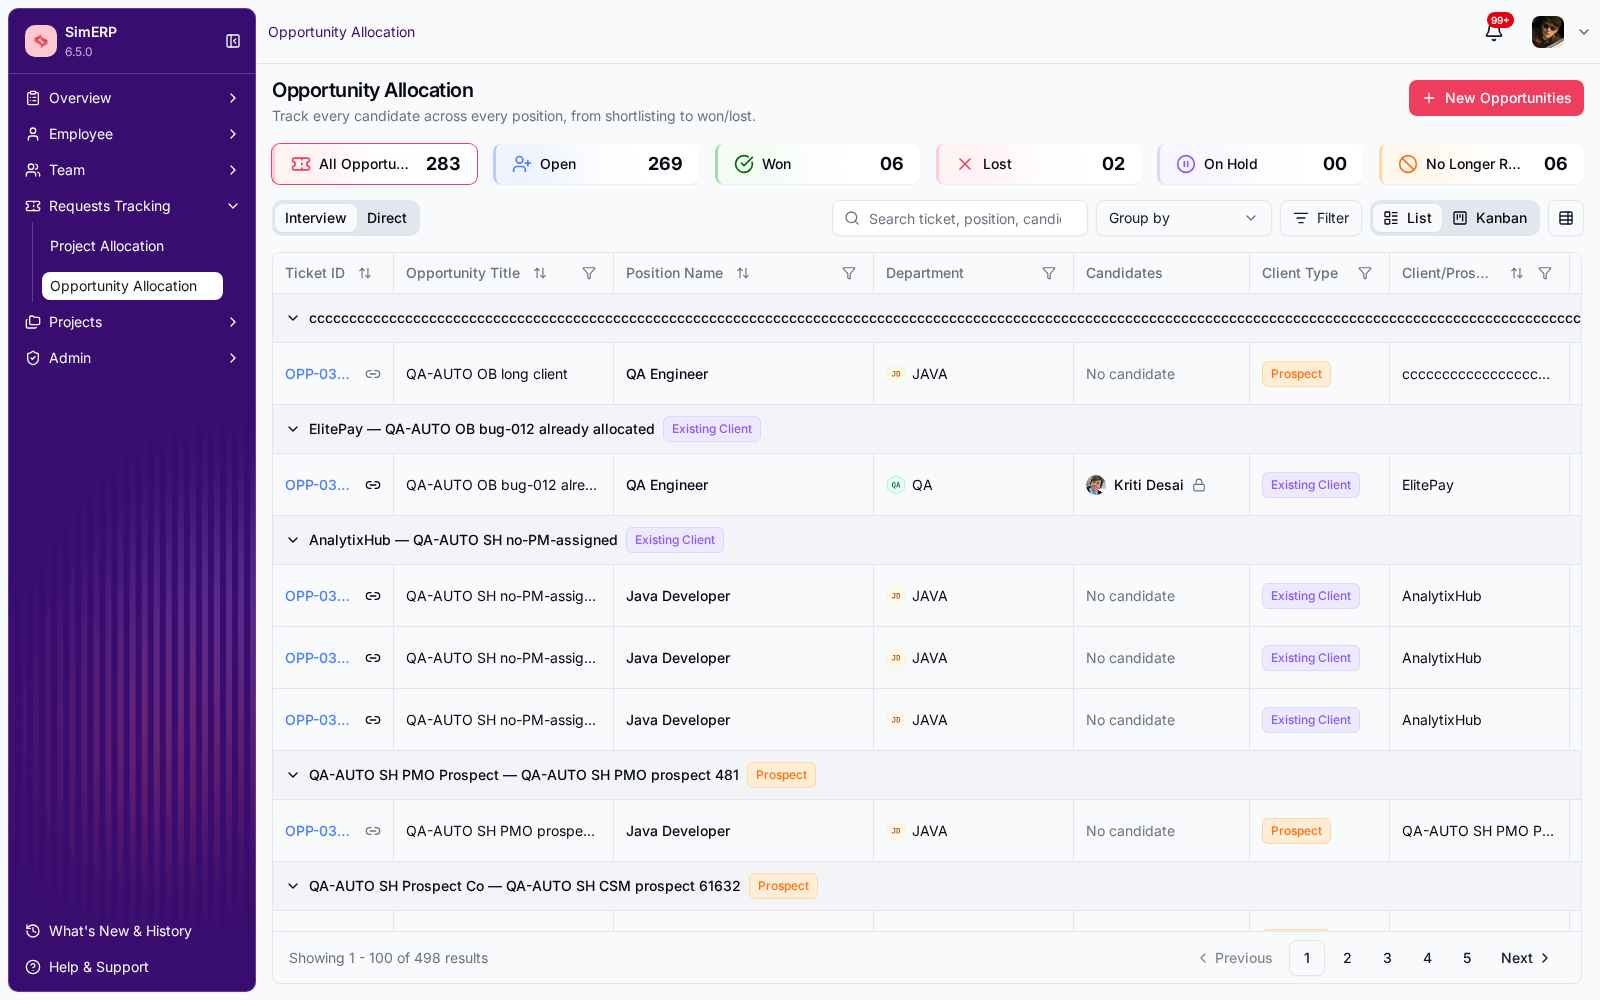 SimERP
6.5.0
Overview
Employee
Team
Requests Tracking
Project Allocation
Opportunity Allocation
Projects
Admin
What's New & History
Help & Support
Opportunity Allocation
99+
Opportunity Allocation
Track every candidate across every position, from shortlisting to won/lost.
New Opportunities
All Opportu... 283
Open 269
Won 06
Lost 02
On Hold 00
No Longer R... 06
Interview Direct
Search ticket, position, candi
Group by
Filter
List Kanban
Ticket ID Opportunity Title Position Name Department Candidates Client Type Client/Pros...
OPP-03... QA-AUTO OB long client QA Engineer JD JAVA No candidate Prospect ccccccccccccccccc...
ElitePay — QA-AUTO OB bug-012 already allocated Existing Client
OPP-03... QA-AUTO OB bug-012 alre... QA Engineer QA QA Kriti Desai Existing Client ElitePay
AnalytixHub — QA-AUTO SH no-PM-assigned Existing Client
OPP-03... QA-AUTO SH no-PM-assig... Java Developer JD JAVA No candidate Existing Client AnalytixHub
OPP-03... QA-AUTO SH no-PM-assig... Java Developer JD JAVA No candidate Existing Client AnalytixHub
OPP-03... QA-AUTO SH no-PM-assig... Java Developer JD JAVA No candidate Existing Client AnalytixHub
QA-AUTO SH PMO Prospect — QA-AUTO SH PMO prospect 481 Prospect
OPP-03... QA-AUTO SH PMO prospe... Java Developer JD JAVA No candidate Prospect QA-AUTO SH PMO P...
QA-AUTO SH Prospect Co — QA-AUTO SH CSM prospect 61632 Prospect
Showing 1 - 100 of 498 results
Previous 1 2 3 4 5 Next